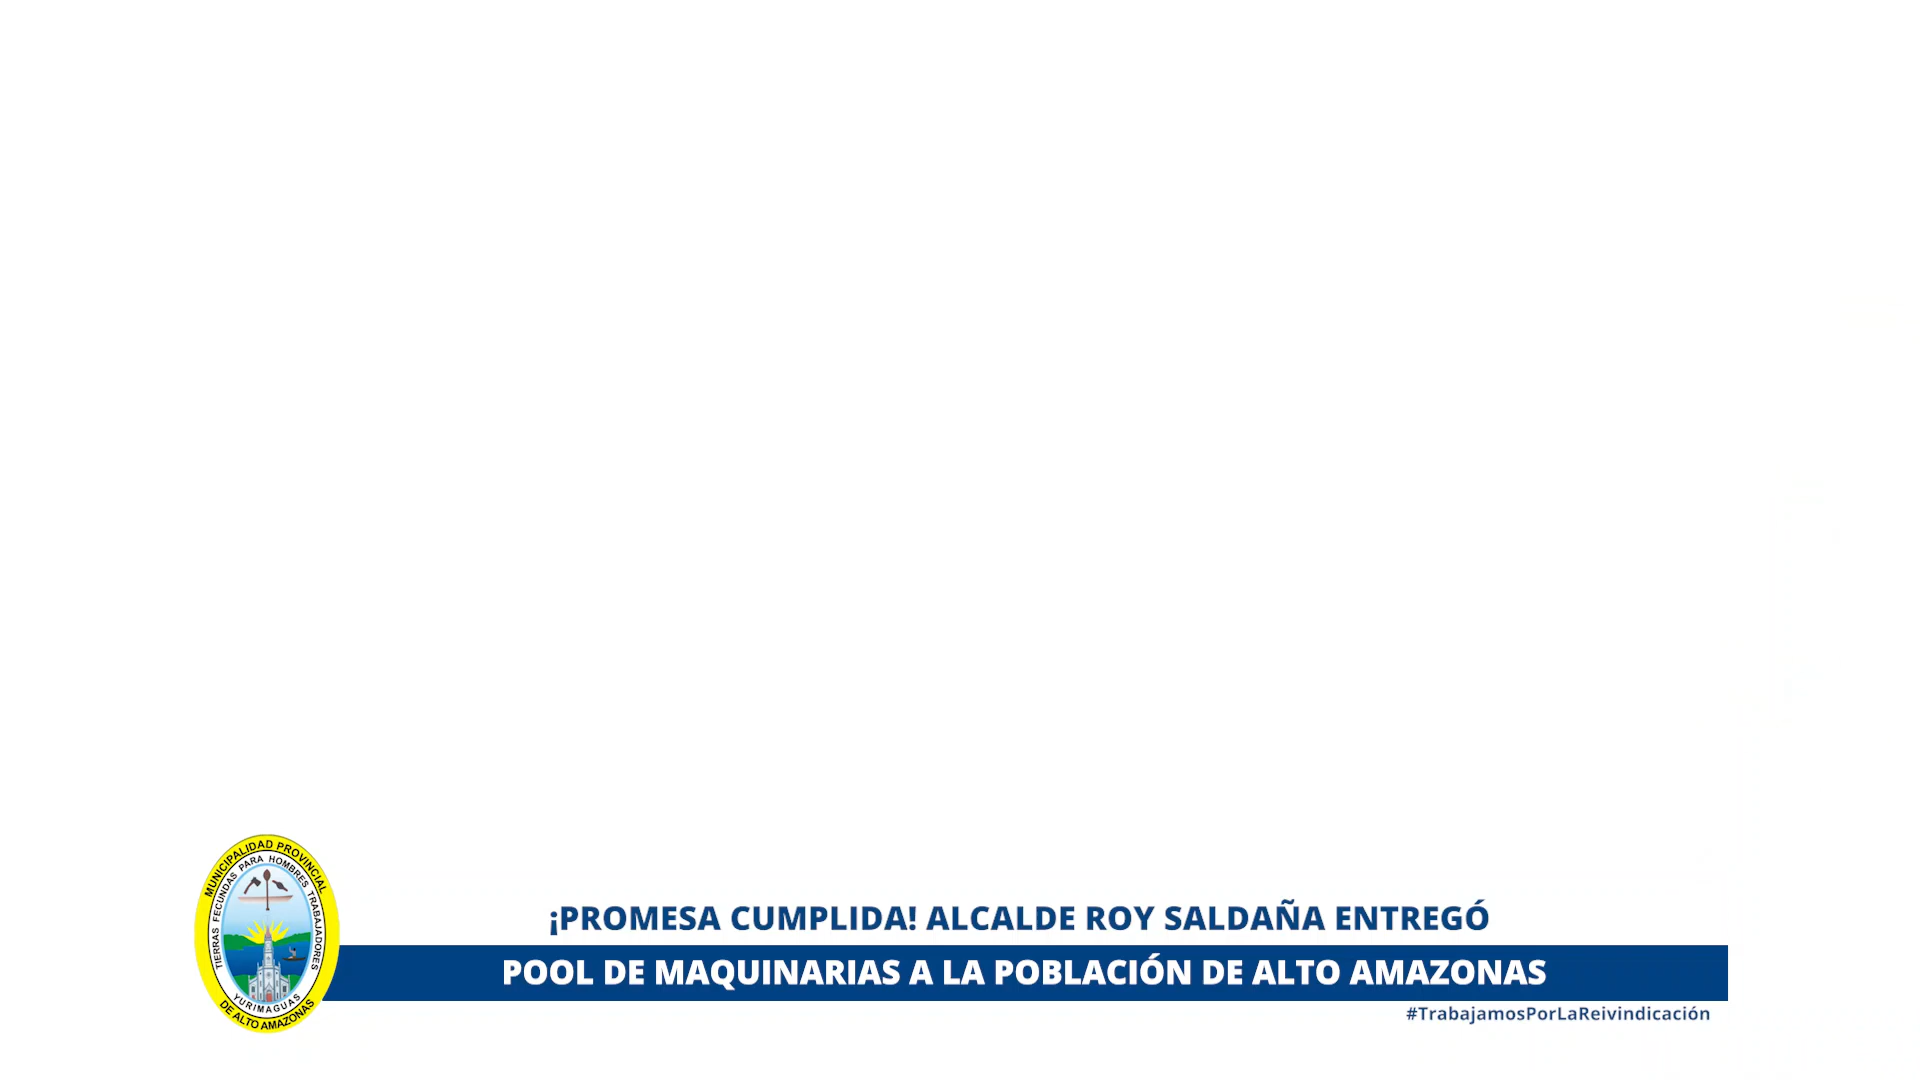 MUNICIPALIDAD PROVINCIAL
TIERRAS FECUNDAS PARA HOMBRES TRABAJADORES
YURIMAGUAS
DE ALTO AMAZONAS
¡PROMESA CUMPLIDA! ALCALDE ROY SALDAÑA ENTREGÓ
POOL DE MAQUINARIAS A LA POBLACIÓN DE ALTO AMAZONAS
#TrabajamosPorLaReivindicación